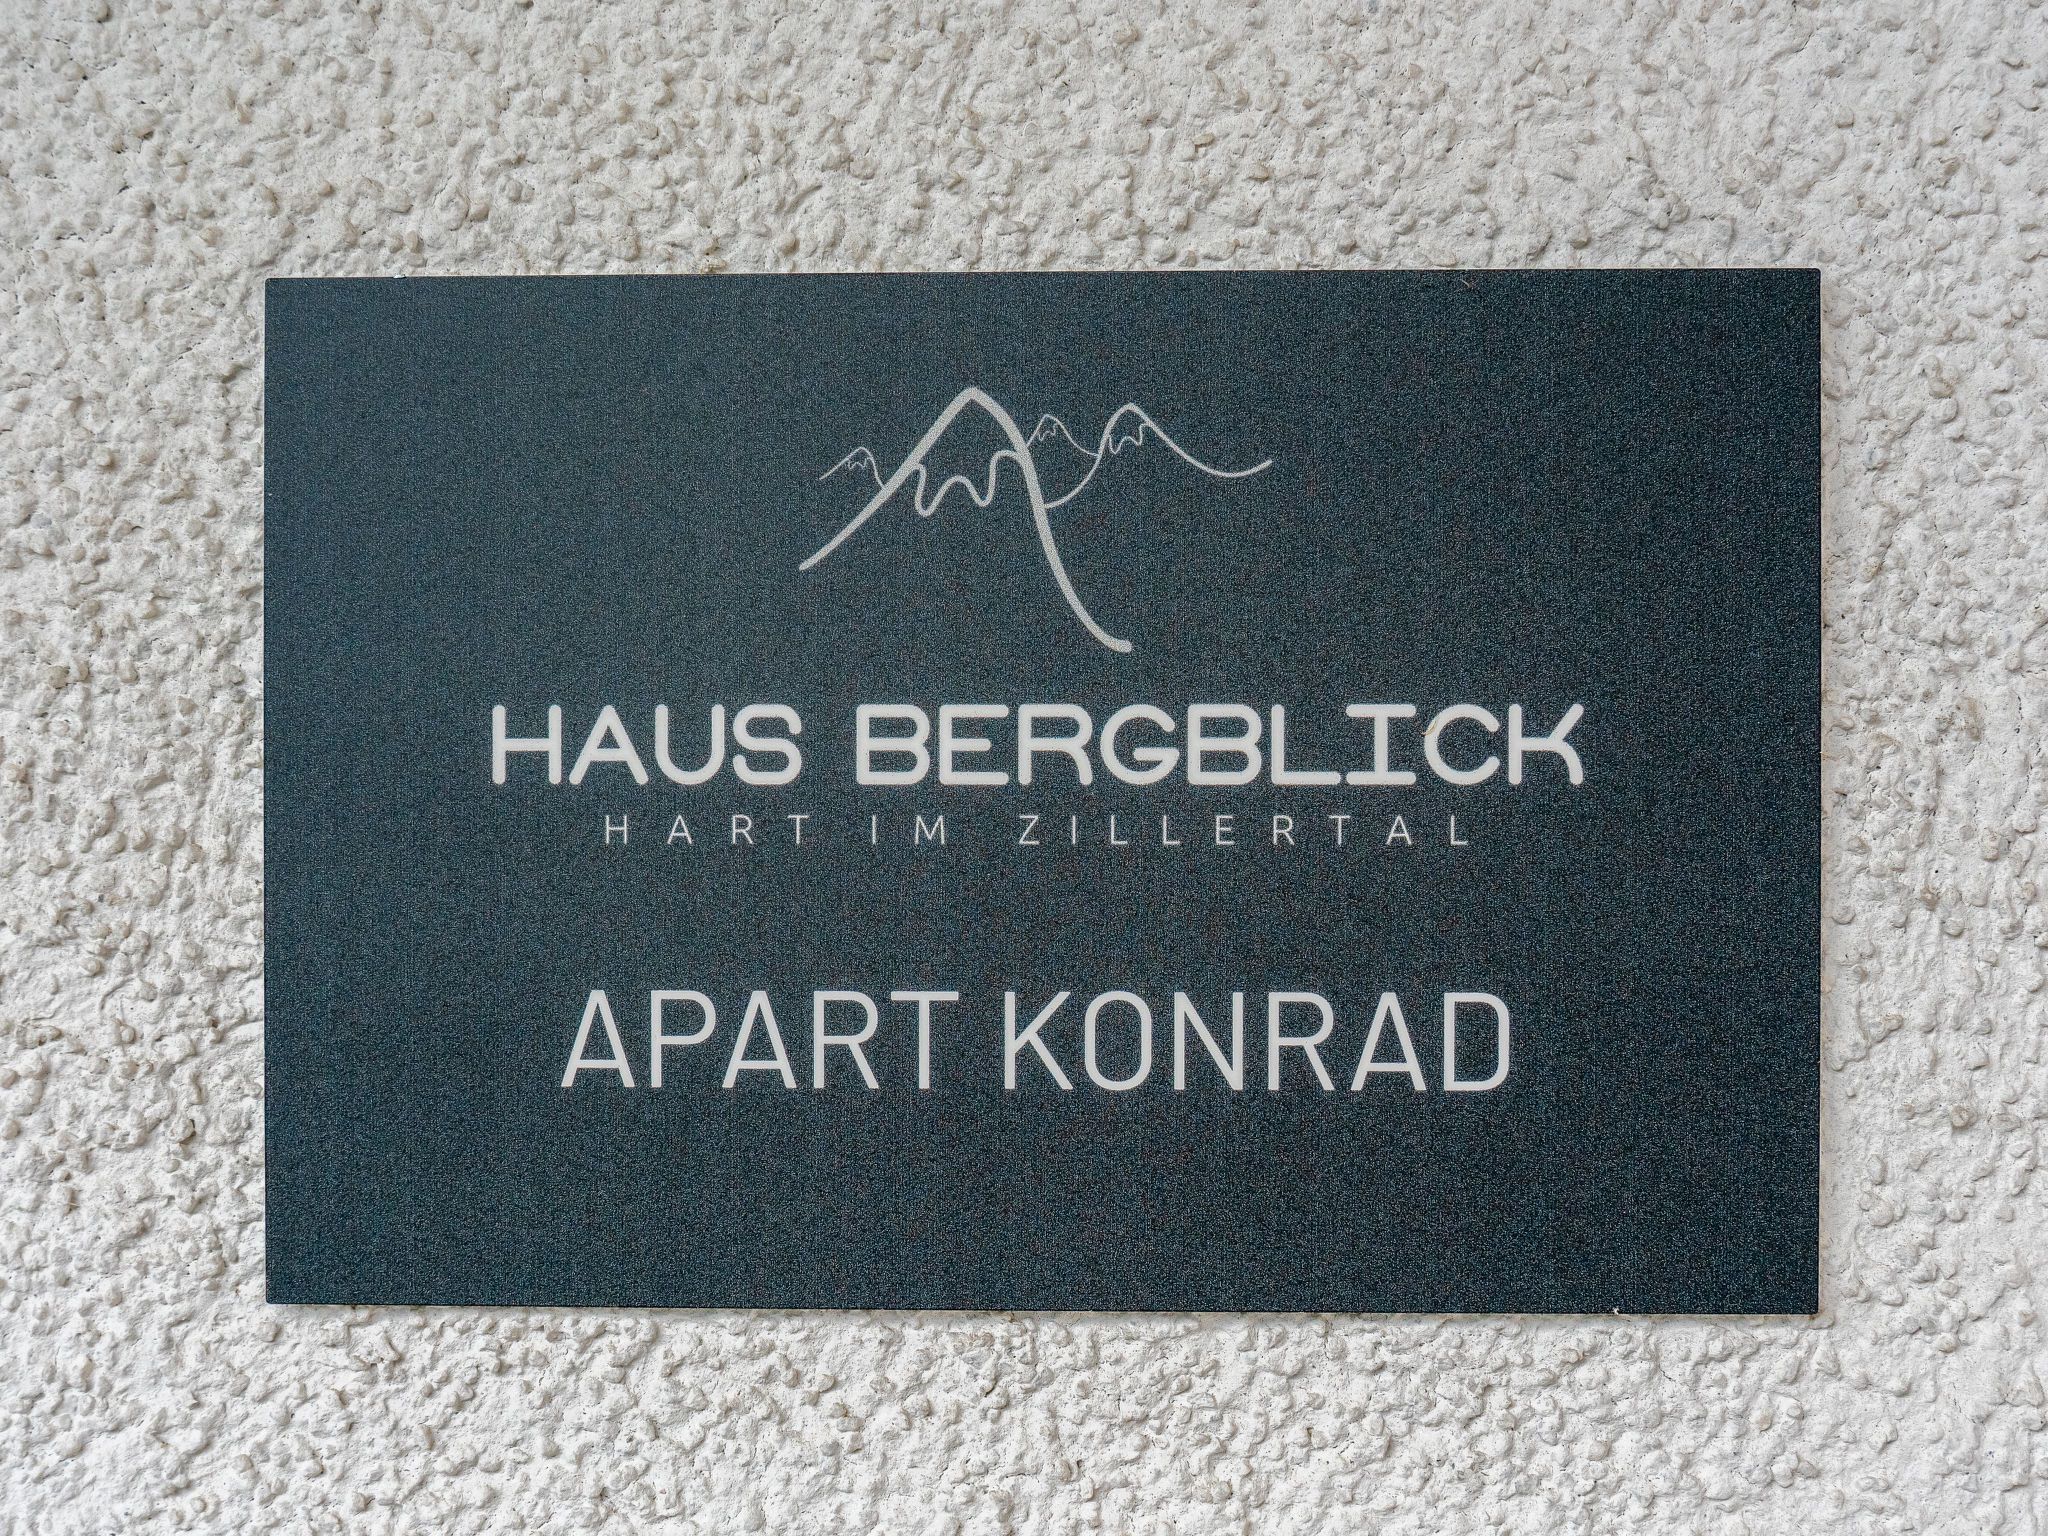 HAUS BERGBLICK
HART IM ZILLERTAL
APART KONRAD